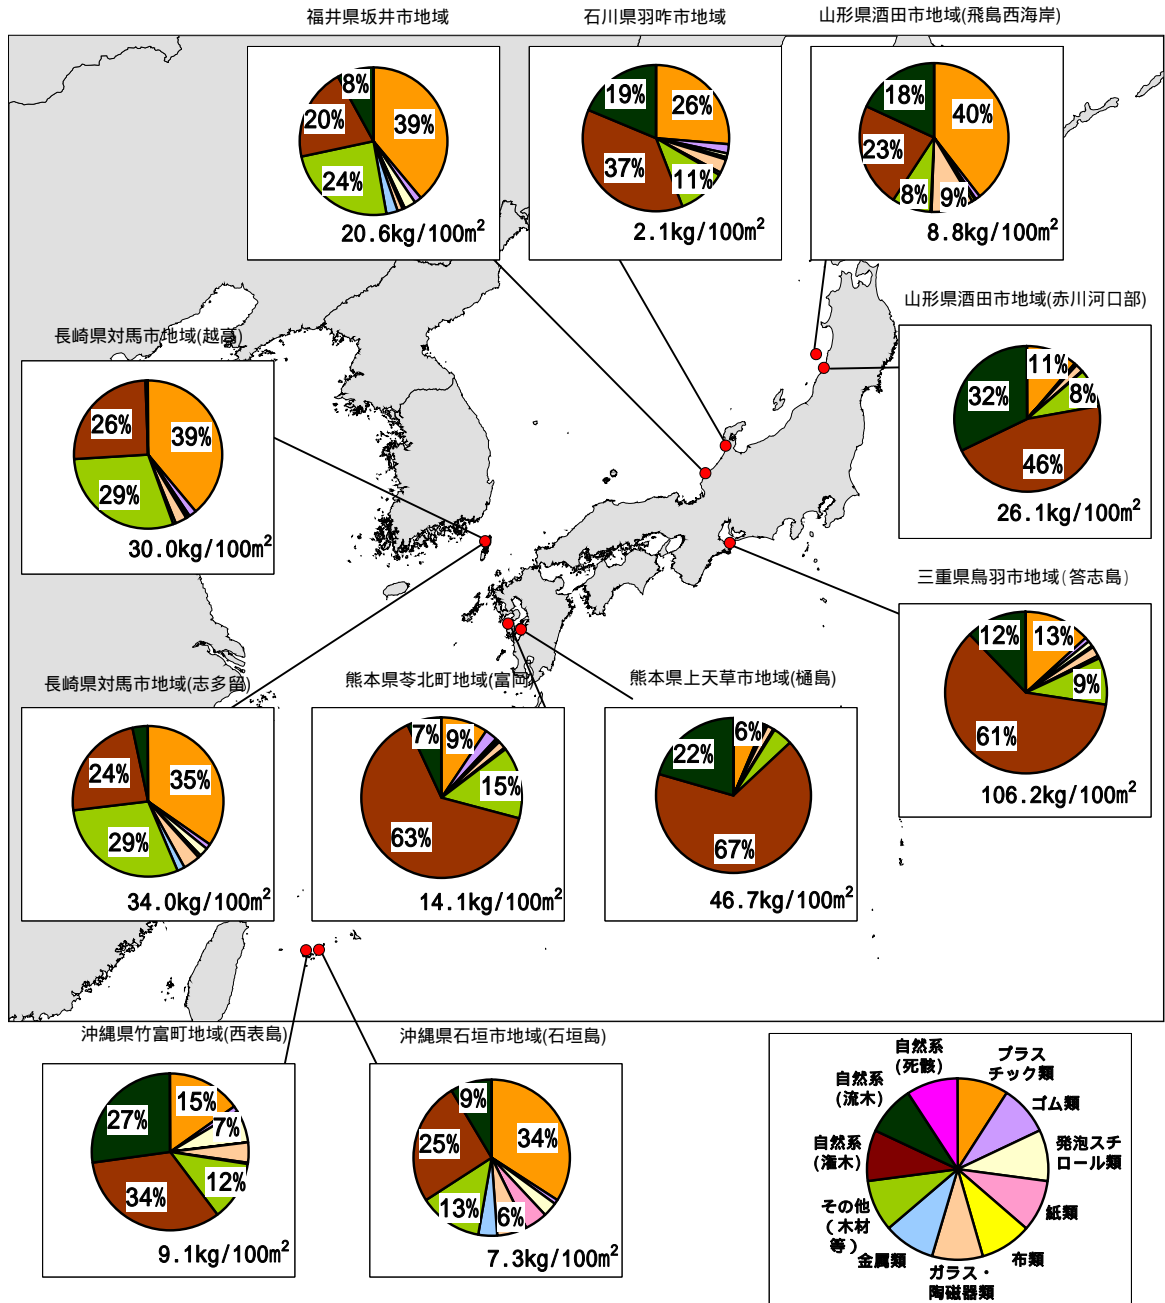 福井県坂井市地域
石川県羽咋市地域
山形県酒田市地域(飛島西海岸)
8%
39%
20%
24%
20.6kg/100m²
19%
26%
37%
11%
2.1kg/100m²
18%
40%
23%
8%
9%
8.8kg/100m²
山形県酒田市地域(赤川河口部)
11%
32%
8%
46%
26.1kg/100m²
長崎県対馬市地域(越高)
26%
39%
29%
30.0kg/100m²
三重県鳥羽市地域(答志島)
12%
13%
9%
61%
106.2kg/100m²
長崎県対馬市地域(志多留)
24%
35%
29%
34.0kg/100m²
熊本県苓北町地域(富岡)
7%
9%
15%
63%
14.1kg/100m²
熊本県上天草市地域(樋島)
6%
22%
67%
46.7kg/100m²
沖縄県竹富町地域(西表島)
27%
15%
7%
12%
34%
9.1kg/100m²
沖縄県石垣市地域(石垣島)
9%
34%
25%
13%
6%
7.3kg/100m²
自然系
(死骸)
プラス
チック類
ゴム類
発泡スチ
ロール類
紙類
布類
ガラス・
陶磁器類
金属類
その他
(木材
等)
自然系
(潅木)
自然系
(流木)